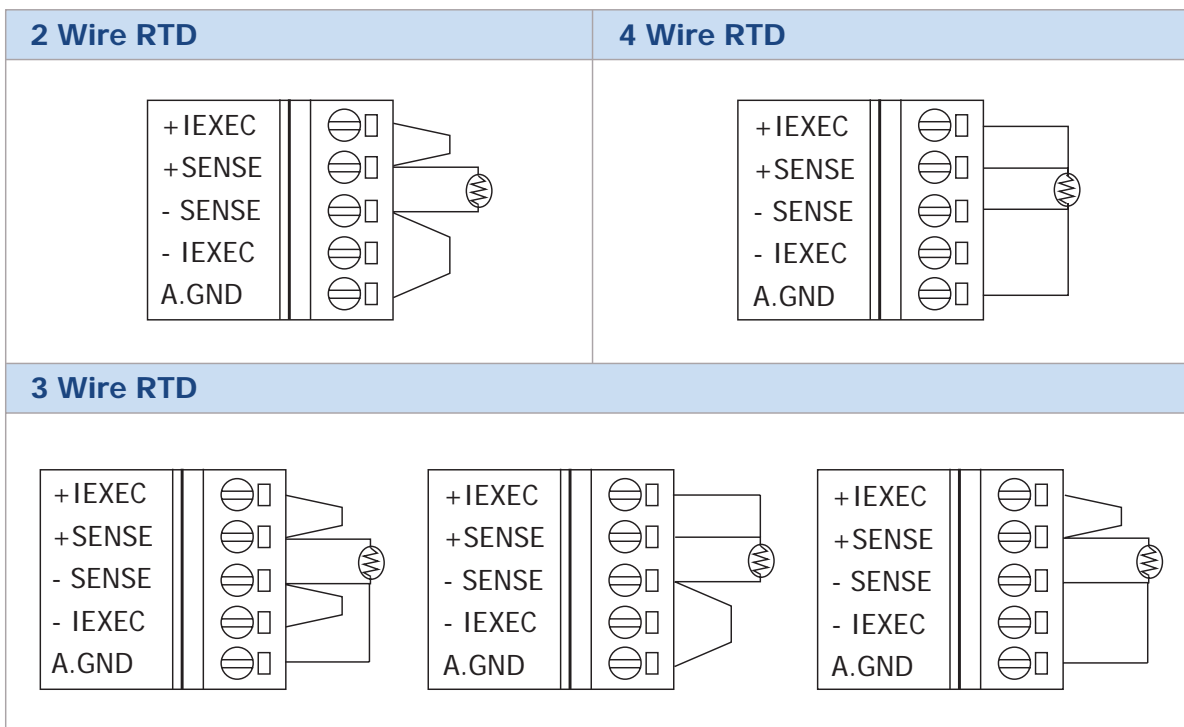 2 Wire RTD
4 Wire RTD
+IEXEC
+SENSE
- SENSE
- IEXEC
A.GND
+IEXEC
+SENSE
- SENSE
- IEXEC
A.GND
3 Wire RTD
+IEXEC
+SENSE
- SENSE
- IEXEC
A.GND
+IEXEC
+SENSE
- SENSE
- IEXEC
A.GND
+IEXEC
+SENSE
- SENSE
- IEXEC
A.GND